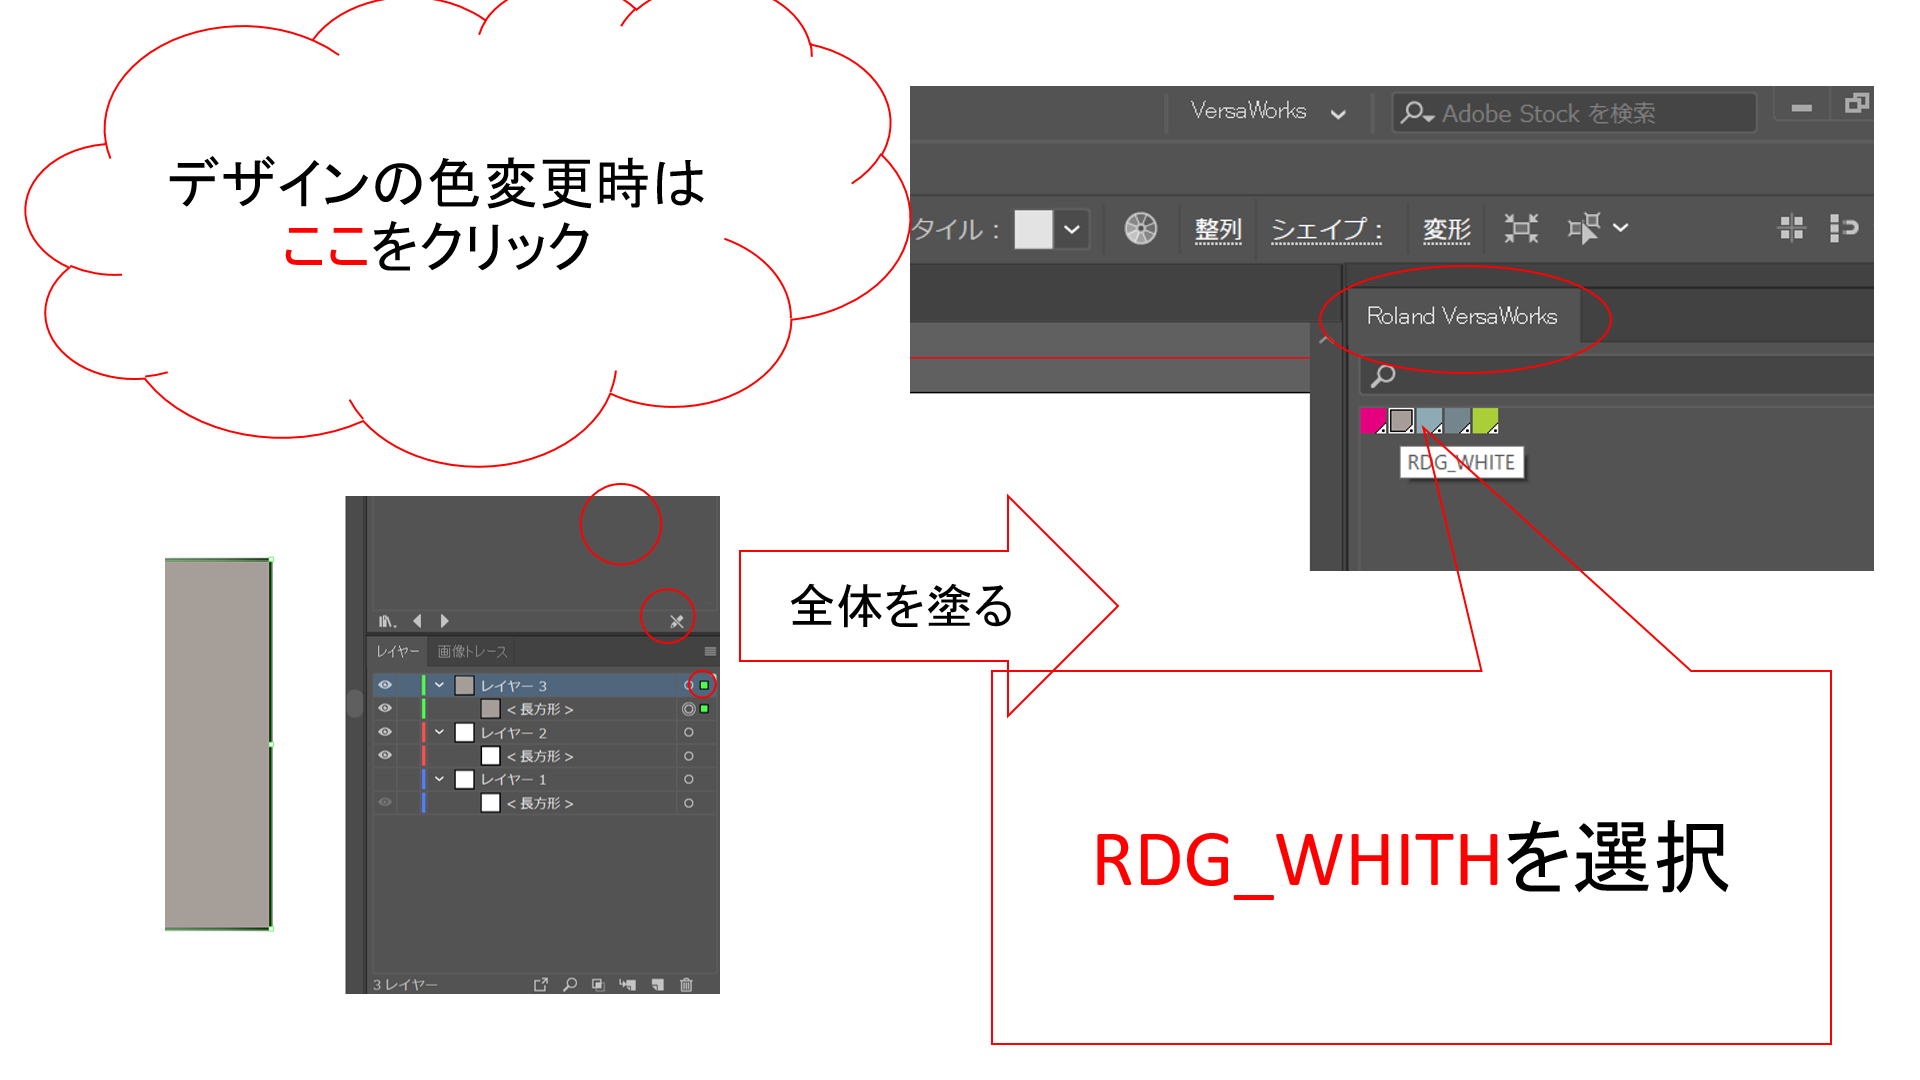 デザインの色変更時は
ここをクリック
VersaWorks
Adobe Stock を検索
タイル：
整列
シェイプ：
変形
Roland VersaWorks
RDG_WHITE
全体を塗る
レイヤー
画像トレース
レイヤー 3
< 長方形 >
レイヤー 2
< 長方形 >
レイヤー 1
< 長方形 >
3 レイヤー
RDG_WHITHを選択